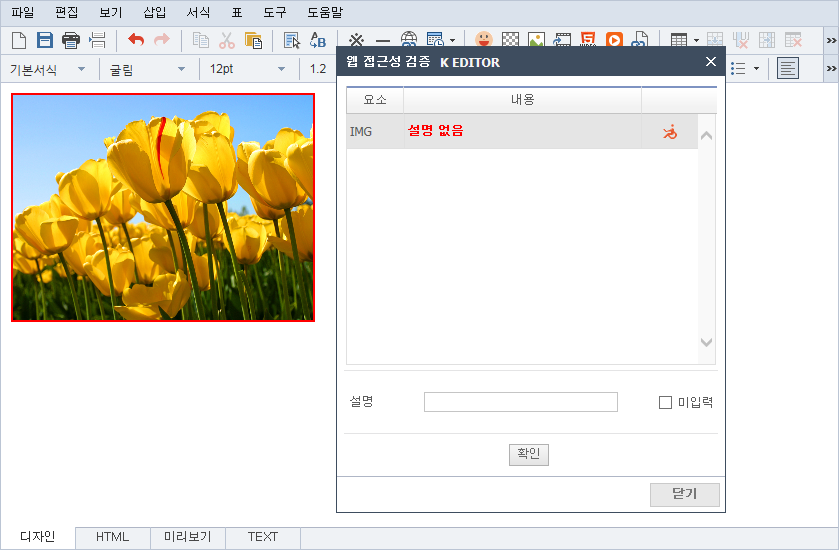 파일 편집 보기 삽입 서식 표 도구 도움말
기본서식 굴림 12pt 1.2
웹 접근성 검증 K EDITOR
요소 내용
IMG 설명 없음
설명 미입력
확인
닫기
디자인 HTML 미리보기 TEXT